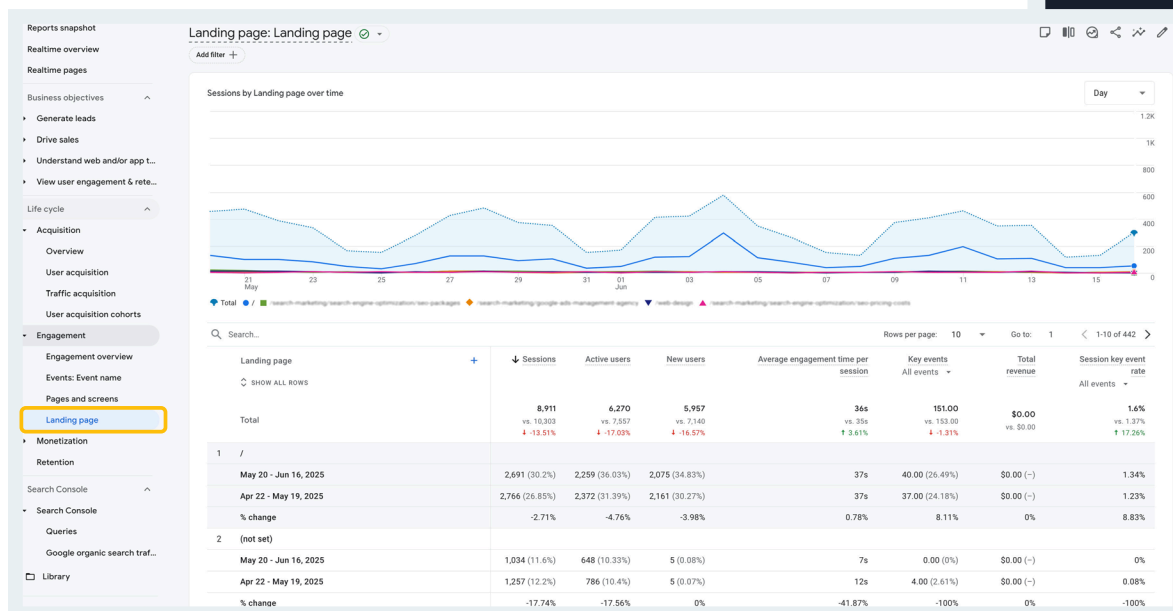 Reports snapshot
Realtime overview
Realtime pages
Business objectives
Generate leads
Drive sales
Understand web and/or app t...
View user engagement & rete...
Life cycle
Acquisition
Overview
User acquisition
Traffic acquisition
User acquisition cohorts
Engagement
Engagement overview
Events: Event name
Pages and screens
Landing page
Monetization
Retention
Search Console
Search Console
Queries
Google organic search traf...
Library
Landing page: Landing page
Add filter +
Sessions by Landing page over time
Day
1.2K
1K
800
600
400
200
0
21 May
23
25
27
29
31
01 Jun
03
05
07
09
11
13
15
Total / /search-marketing/search-engine-optimization/seo-packages /search-marketing/google-ads-management-agency /web-design /search-marketing/search-engine-optimization/seo-pricing-costs
Search...
Rows per page: 10 Go to: 1 1-10 of 442
Landing page + Sessions Active users New users Average engagement time per session Key events All events Total revenue Session key event rate All events
SHOW ALL ROWS
Total 8,911 6,270 5,957 36s 151.00 $0.00 1.6%
vs. 10,303 vs. 7,557 vs. 7,140 vs. 35s vs. 153.00 vs. $0.00 vs. 1.37%
-13.51% -17.03% -16.57% 3.61% -1.31% 17.26%
1 /
May 20 - Jun 16, 2025 2,691 (30.2%) 2,259 (36.03%) 2,075 (34.83%) 37s 40.00 (26.49%) $0.00 (–) 1.34%
Apr 22 - May 19, 2025 2,766 (26.85%) 2,372 (31.39%) 2,161 (30.27%) 37s 37.00 (24.18%) $0.00 (–) 1.23%
% change -2.71% -4.76% -3.98% 0.78% 8.11% 0% 8.83%
2 (not set)
May 20 - Jun 16, 2025 1,034 (11.6%) 648 (10.33%) 5 (0.08%) 7s 0.00 (0%) $0.00 (–) 0%
Apr 22 - May 19, 2025 1,257 (12.2%) 786 (10.4%) 5 (0.07%) 12s 4.00 (2.61%) $0.00 (–) 0.08%
% change -17.74% -17.56% 0% -41.87% -100% 0% -100%